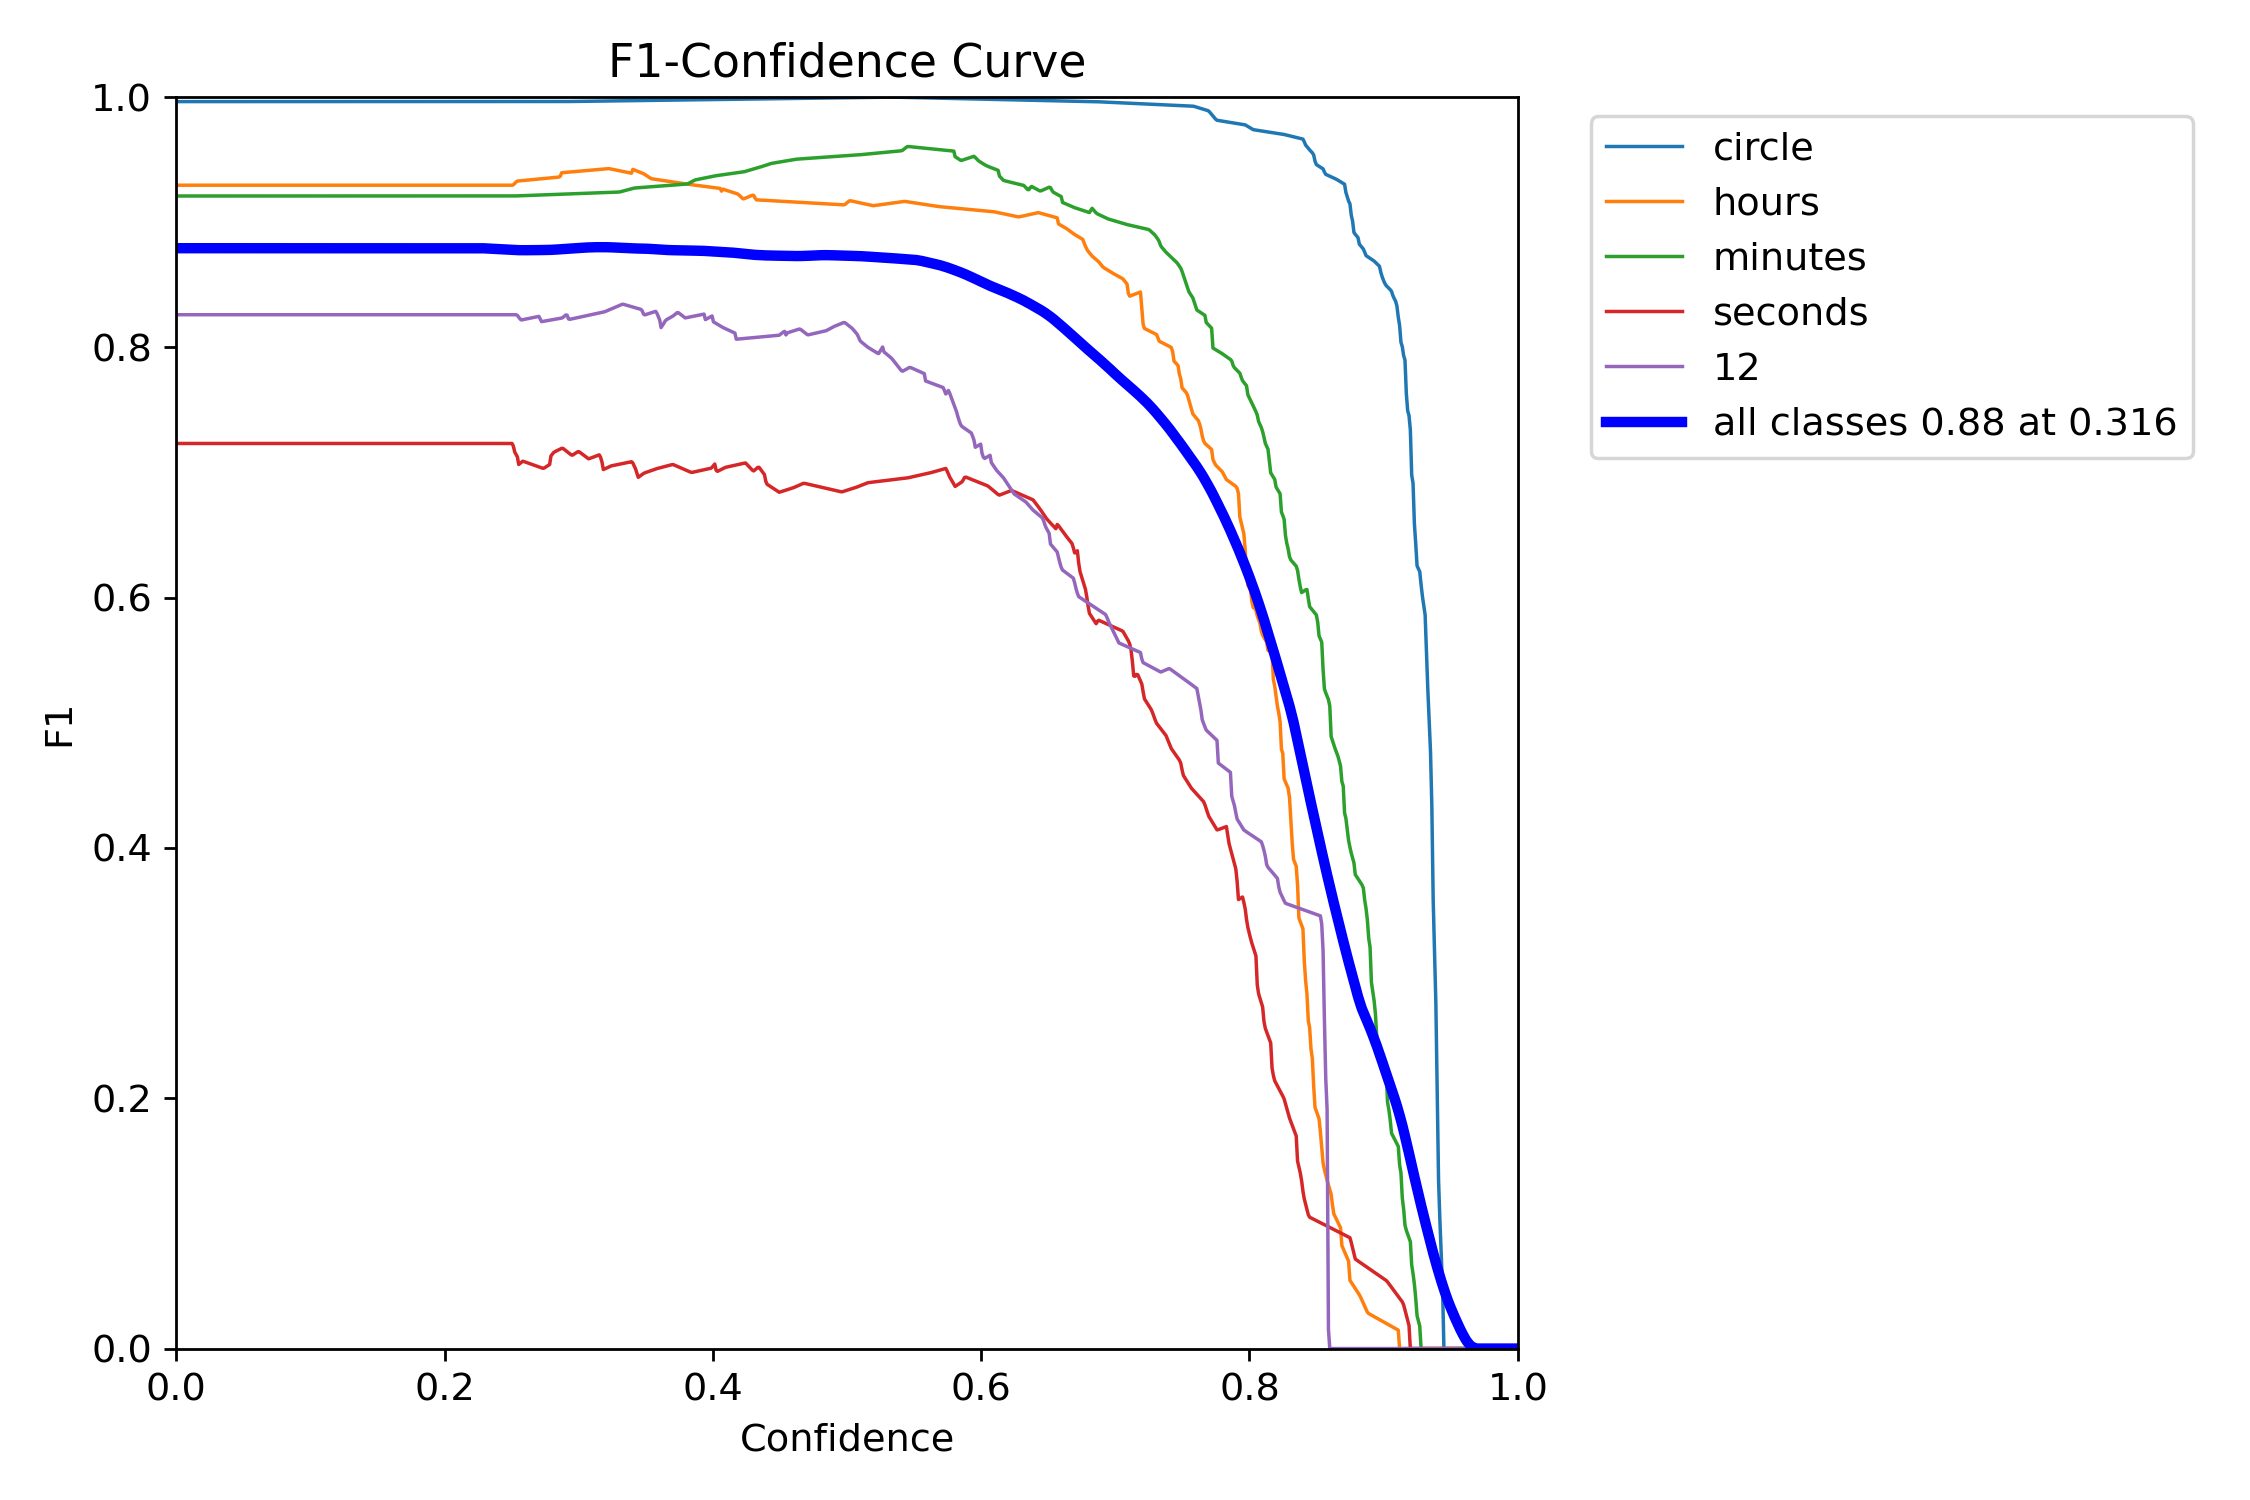 F1-Confidence Curve
1.0
0.8
0.6
0.4
0.2
0.0
F1
0.0 0.2 0.4 0.6 0.8 1.0
Confidence
circle
hours
minutes
seconds
12
all classes 0.88 at 0.316